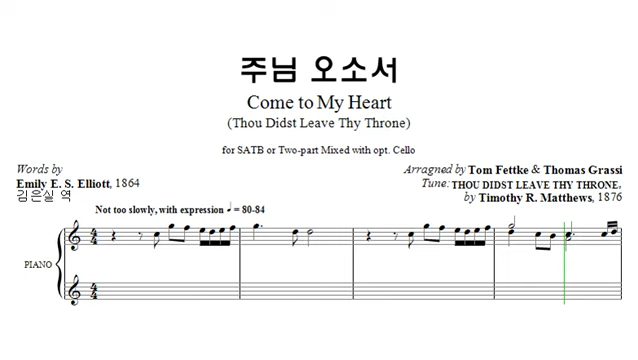 주님 오소서
Come to My Heart
(Thou Didst Leave Thy Throne)
for SATB or Two-part Mixed with opt. Cello
Words by
Emily E. S. Elliott, 1864
김은실 역
Arragned by Tom Fettke & Thomas Grassi
Tune: THOU DIDST LEAVE THY THRONE,
by Timothy R. Matthews, 1876
Not too slowly, with expression ♩ = 80-84
PIANO